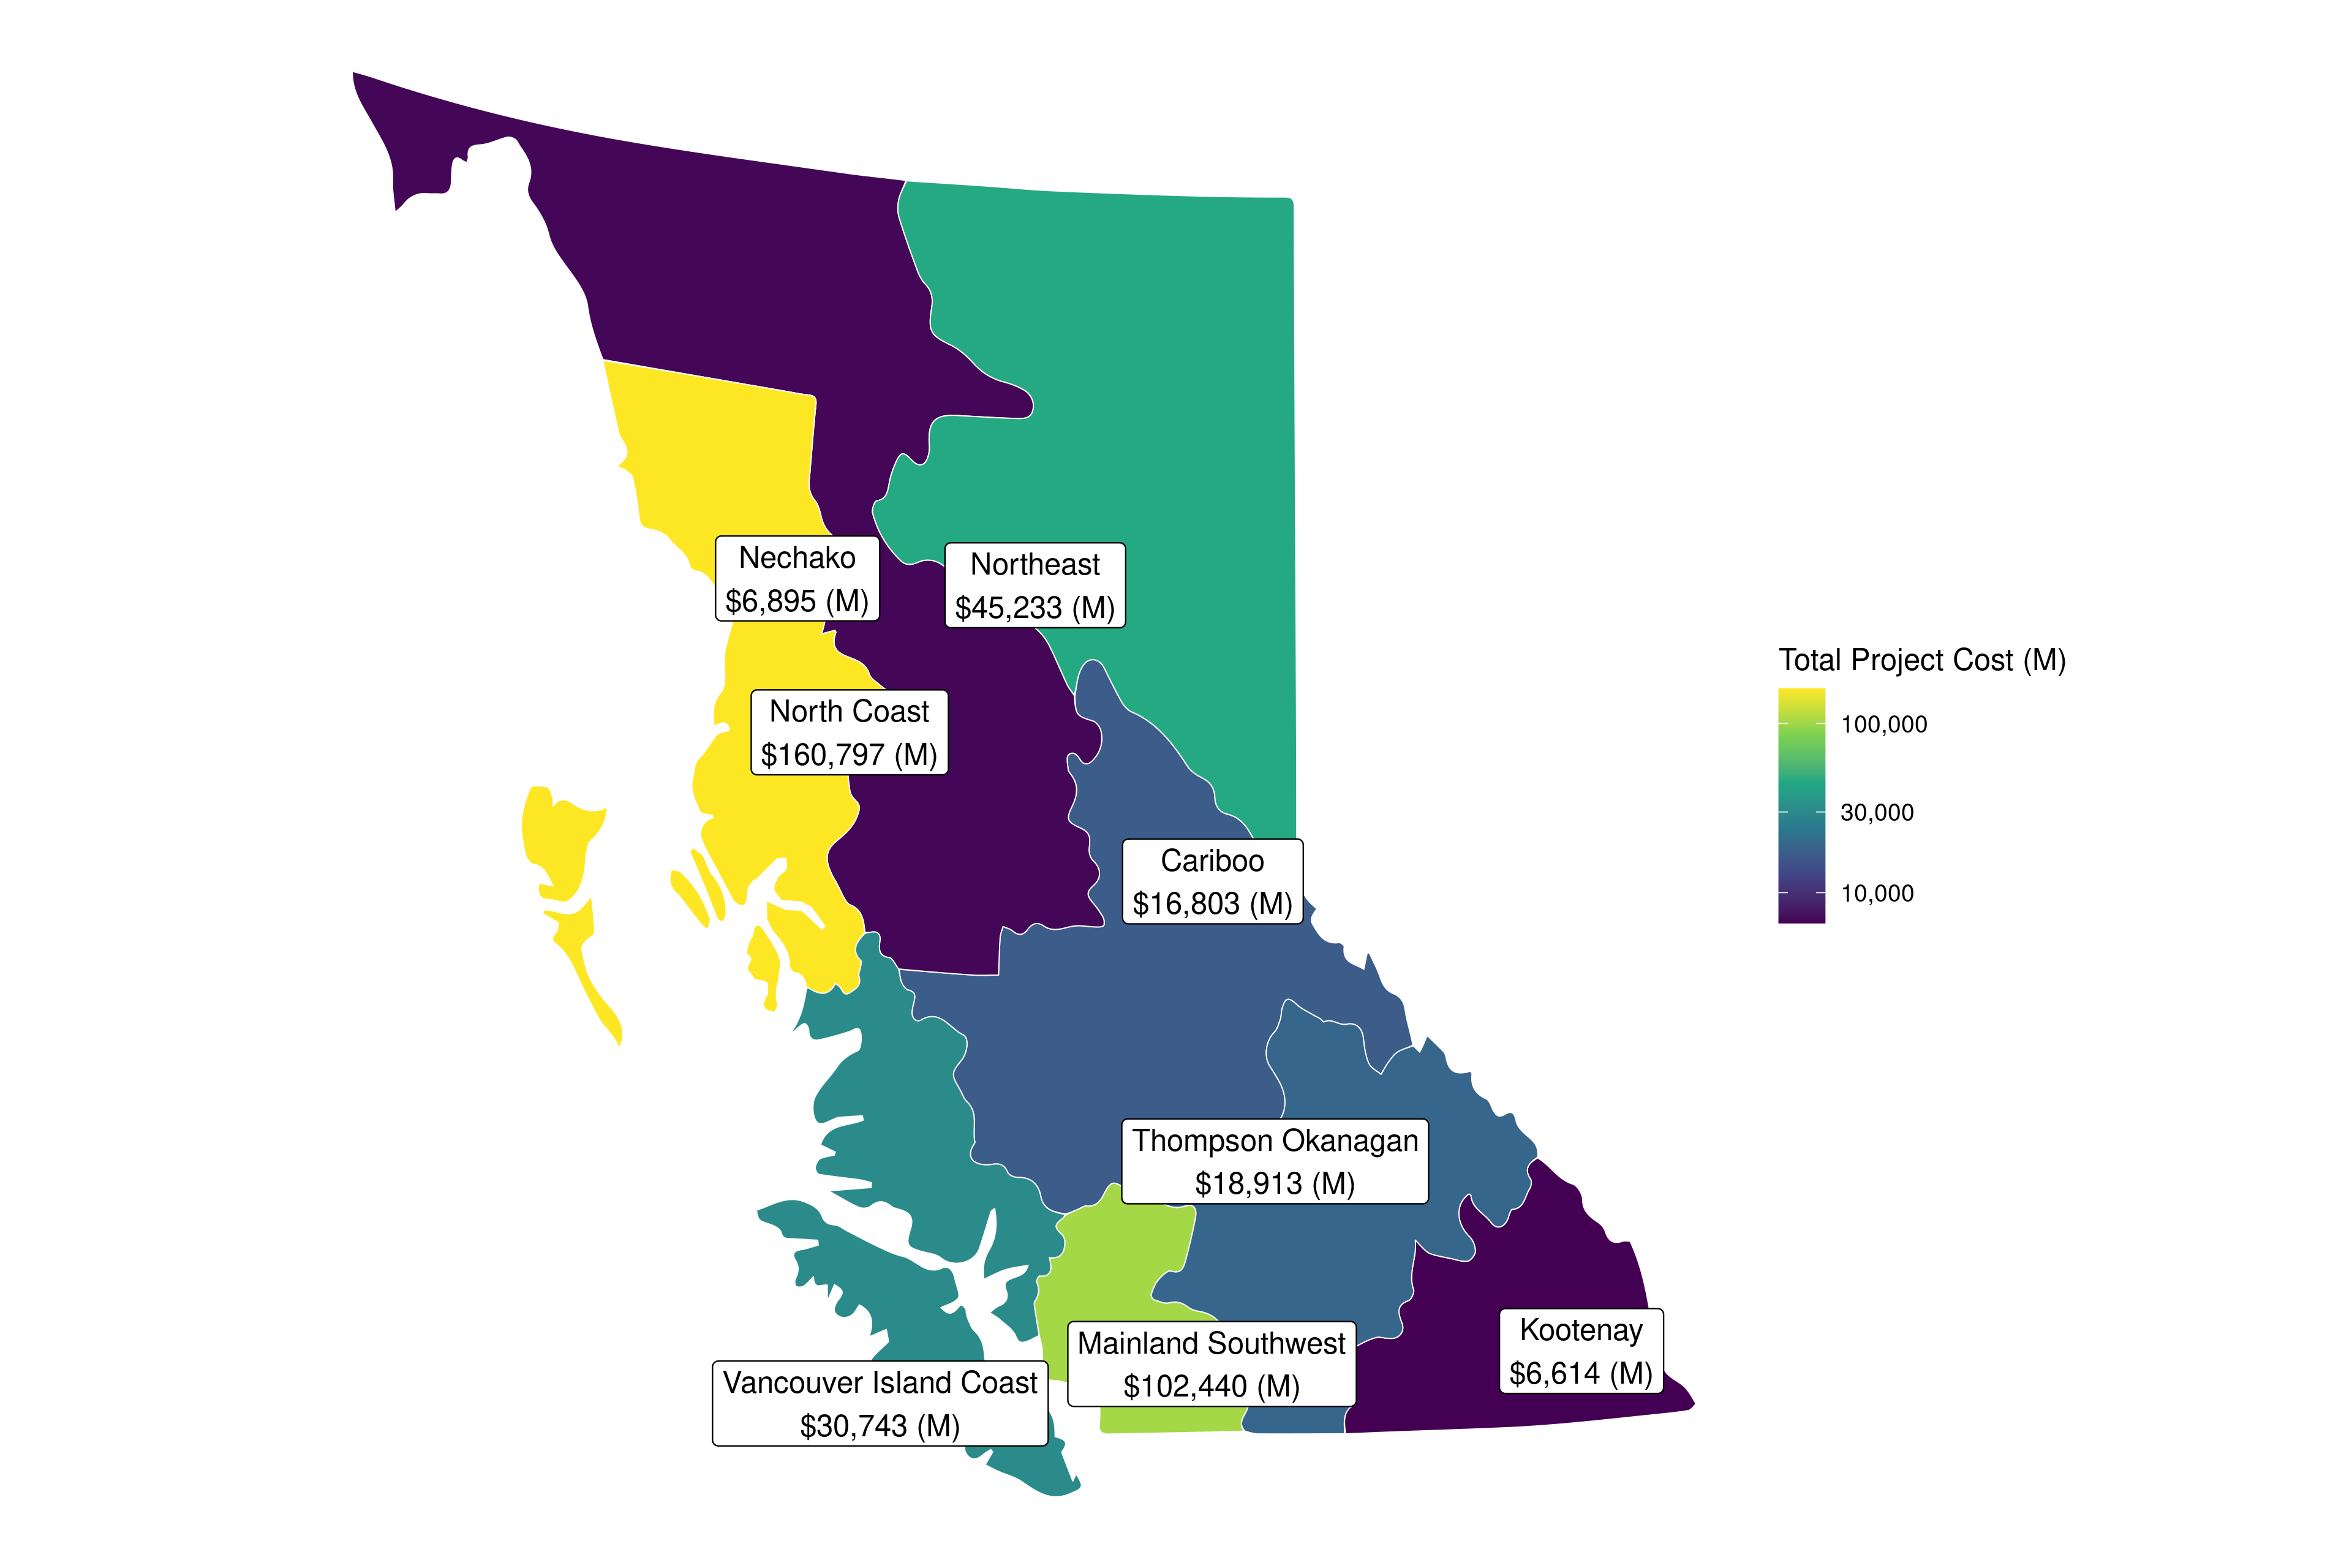 Nechako
$6,895 (M)
Northeast
$45,233 (M)
North Coast
$160,797 (M)
Cariboo
$16,803 (M)
Thompson Okanagan
$18,913 (M)
Mainland Southwest
$102,440 (M)
Kootenay
$6,614 (M)
Vancouver Island Coast
$30,743 (M)
Total Project Cost (M)
100,000
30,000
10,000